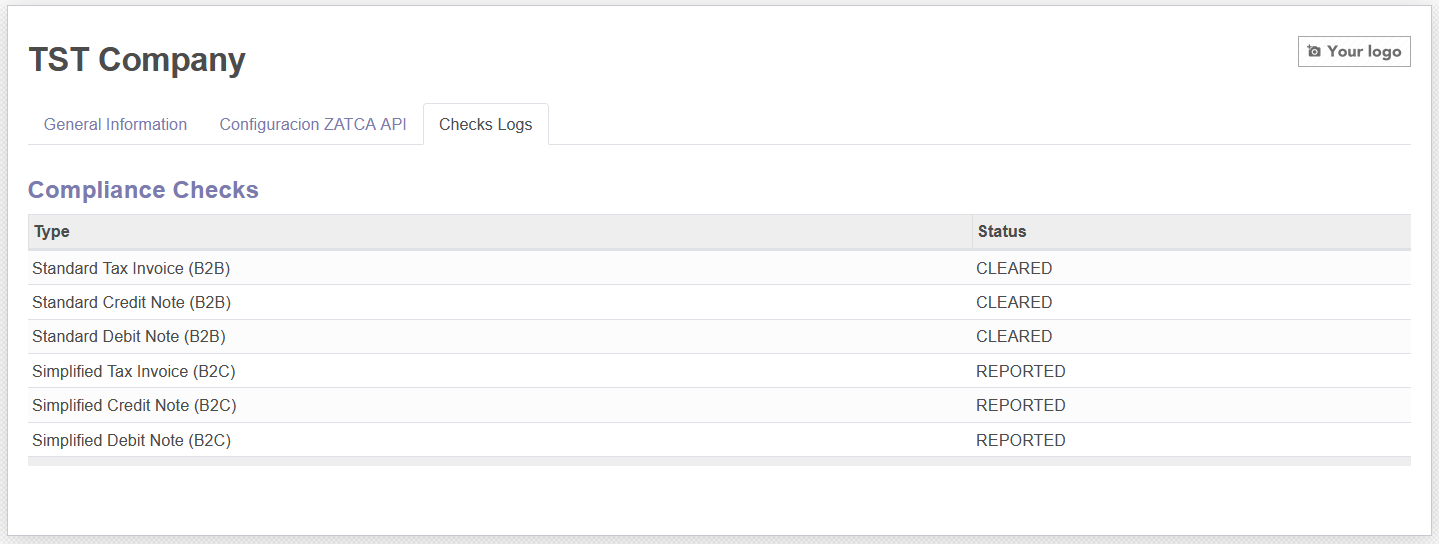 TST Company
Your logo
General Information Configuracion ZATCA API Checks Logs
Compliance Checks
Type Status
Standard Tax Invoice (B2B) CLEARED
Standard Credit Note (B2B) CLEARED
Standard Debit Note (B2B) CLEARED
Simplified Tax Invoice (B2C) REPORTED
Simplified Credit Note (B2C) REPORTED
Simplified Debit Note (B2C) REPORTED